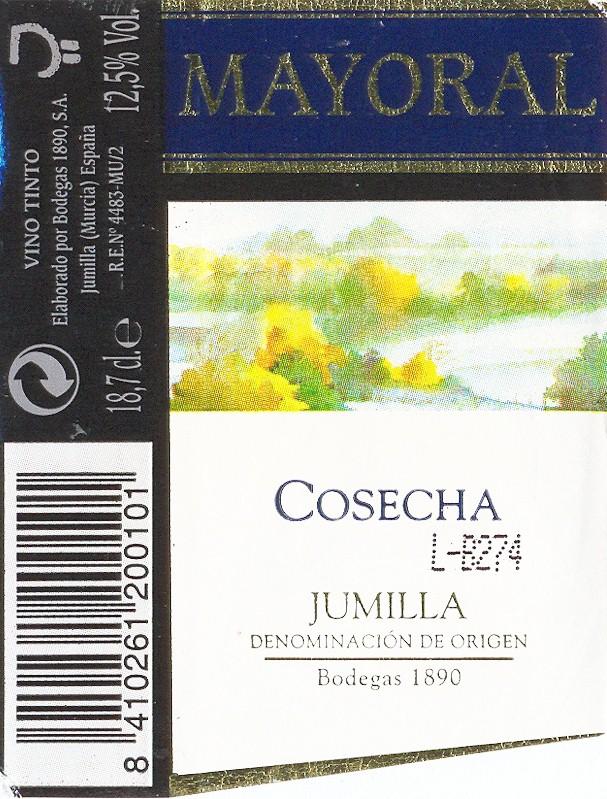 MAYORAL
COSECHA
L-B274
JUMILLA
DENOMINACIÓN DE ORIGEN
Bodegas 1890
VINO TINTO
Elaborado por Bodegas 1890, S.A.
Jumilla (Murcia) España
R.E.Nº 4483-MU/2
18,7 cl. e 12,5% Vol.
8 410261 200101